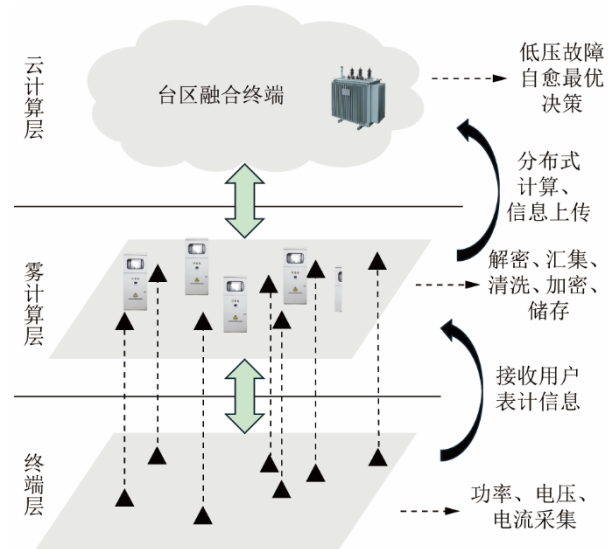 云计算层
台区融合终端
低压故障
自愈最优
决策
分布式
计算、
信息上传
雾计算层
解密、汇集、
清洗、加密、
储存
接收用户
表计信息
终端层
功率、电压、
电流采集